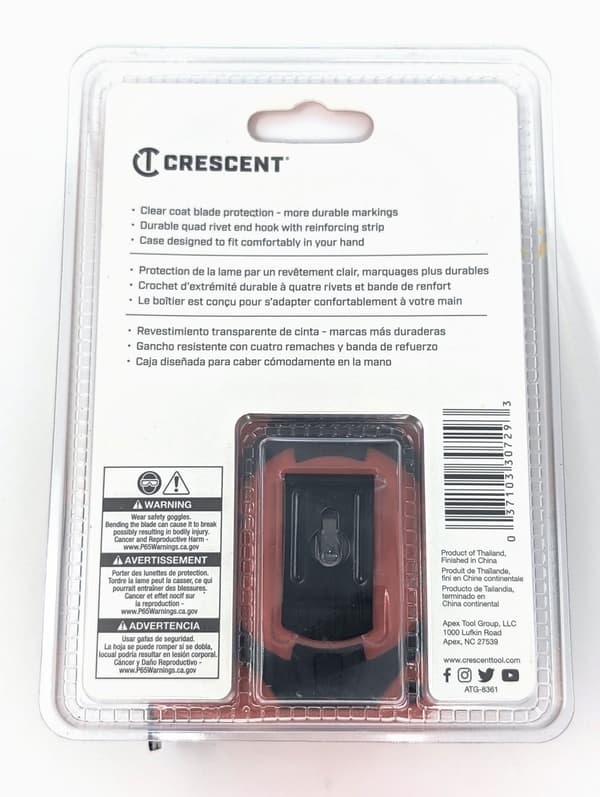 CRESCENT
• Clear coat blade protection - more durable markings
• Durable quad rivet end hook with reinforcing strip
• Case designed to fit comfortably in your hand
• Protection de la lame par un revêtement clair, marquages plus durables
• Crochet d'extrémité durable à quatre rivets et bande de renfort
• Le boîtier est conçu pour s'adapter confortablement à votre main
• Revestimiento transparente de cinta - marcas más duraderas
• Gancho resistente con cuatro remaches y banda de refuerzo
• Caja diseñada para caber cómodamente en la mano
WARNING
Wear safety goggles.
Bending the blade can cause it to break
possibly resulting in bodily injury.
Cancer and Reproductive Harm -
www.P65Warnings.ca.gov
AVERTISSEMENT
Porter des lunettes de protection.
Tordre la lame peut la casser, ce qui
pourrait entraîner des blessures.
Cancer et effet nocif sur
la reproduction -
www.P65Warnings.ca.gov
ADVERTENCIA
Usar gafas de seguridad.
La hoja se puede romper si se dobla,
locual podría resultar en lesión corporal.
Cáncer y Daño Reproductivo -
www.P65Warnings.ca.gov
0 37103 30729 3
Product of Thailand,
Finished in China
Produit de Thaïlande,
fini en Chine continentale
Producto de Tailandia,
terminado en
China continental
Apex Tool Group, LLC
1000 Lufkin Road
Apex, NC 27539
www.crescenttool.com
ATG-8361